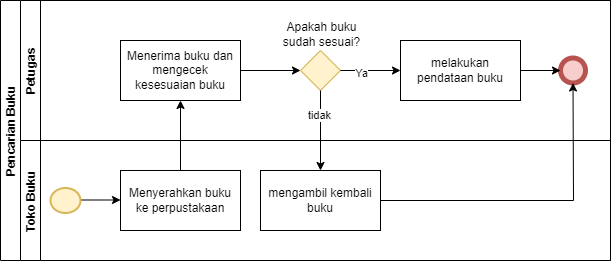 Pencarian Buku
Petugas
Apakah buku
sudah sesuai?
Menerima buku dan
mengecek
kesesuaian buku
Ya
melakukan
pendataan buku
tidak
Toko Buku
Menyerahkan buku
ke perpustakaan
mengambil kembali
buku